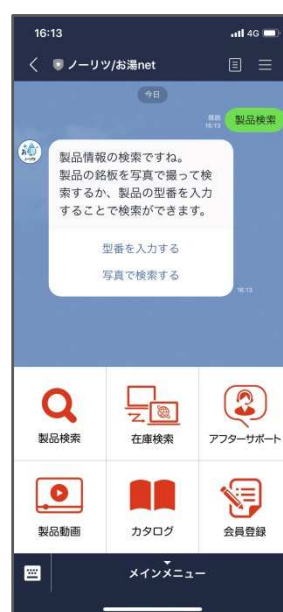 16:13
4G
ノーリツ/お湯net
今日
既読
16:13
製品検索
製品情報の検索ですね。
製品の銘板を写真で撮って検
索するか、製品の型番を入力
することで検索ができます。
型番を入力する
写真で検索する
16:13
製品検索
在庫検索
アフターサポート
製品動画
カタログ
会員登録
メインメニュー